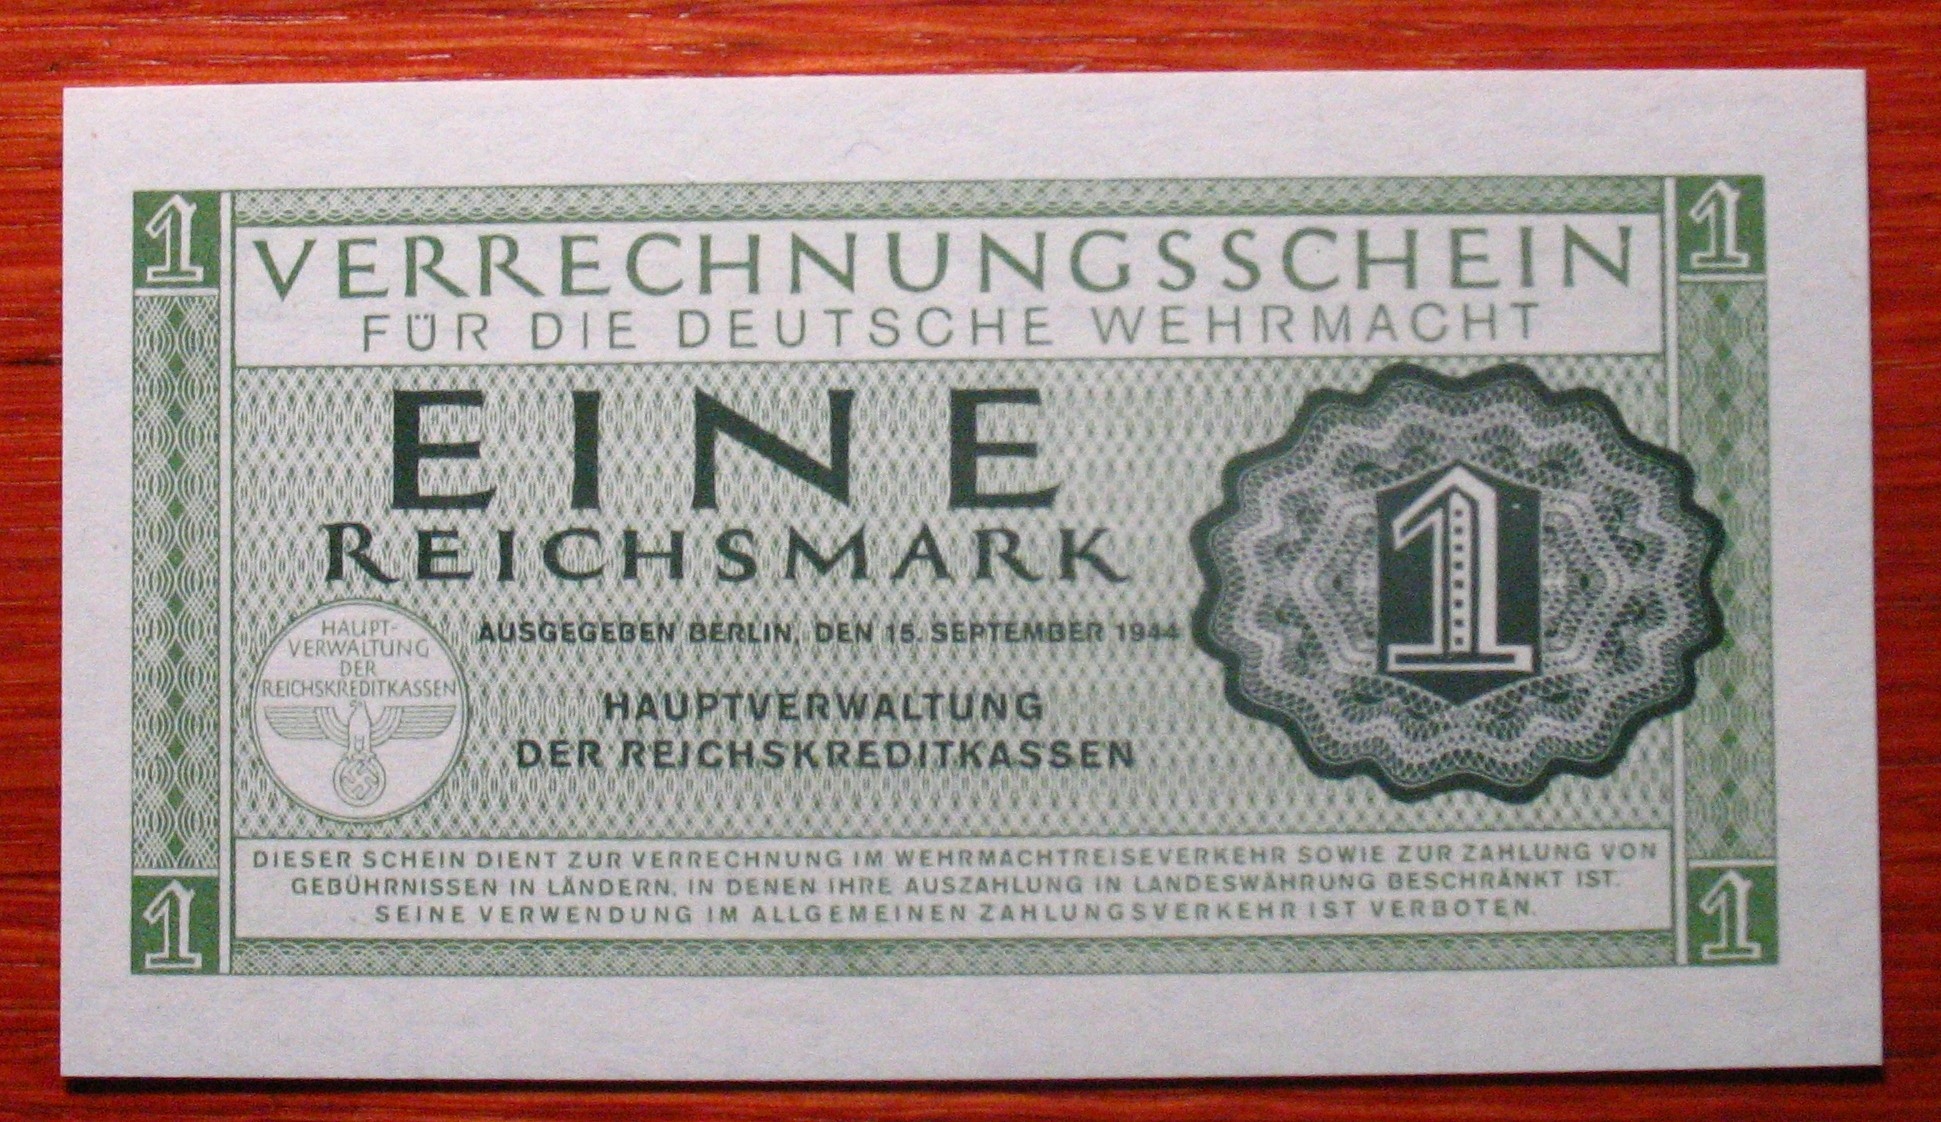 1
1
VERRECHNUNGSSCHEIN
FÜR DIE DEUTSCHE WEHRMACHT
EINE
REICHSMARK
1
AUSGEGEBEN BERLIN, DEN 15. SEPTEMBER 1944
HAUPT-
VERWALTUNG
DER
REICHSKREDITKASSEN
HAUPTVERWALTUNG
DER REICHSKREDITKASSEN
DIESER SCHEIN DIENT ZUR VERRECHNUNG IM WEHRMACHTREISEVERKEHR SOWIE ZUR ZAHLUNG VON
GEBÜHRNISSEN IN LÄNDERN, IN DENEN IHRE AUSZAHLUNG IN LANDESWÄHRUNG BESCHRÄNKT IST.
SEINE VERWENDUNG IM ALLGEMEINEN ZAHLUNGSVERKEHR IST VERBOTEN.
1
1